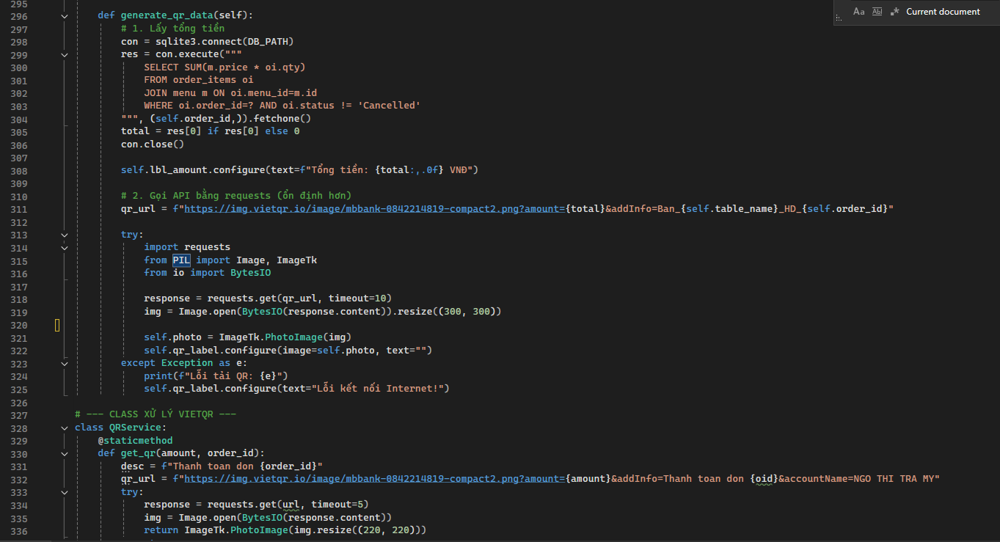 Aa Ab .* Current document
295
296 def generate_qr_data(self):
297 # 1. Lấy tổng tiền
298 con = sqlite3.connect(DB_PATH)
299 res = con.execute("""
300 SELECT SUM(m.price * oi.qty)
301 FROM order_items oi
302 JOIN menu m ON oi.menu_id=m.id
303 WHERE oi.order_id=? AND oi.status != 'Cancelled'
304 """, (self.order_id,)).fetchone()
305 total = res[0] if res[0] else 0
306 con.close()
307
308 self.lbl_amount.configure(text=f"Tổng tiền: {total:,.0f} VNĐ")
309
310 # 2. Gọi API bằng requests (ổn định hơn)
311 qr_url = f"https://img.vietqr.io/image/mbbank-0842214819-compact2.png?amount={total}&addInfo=Ban_{self.table_name}_HD_{self.order_id}"
312
313 try:
314 import requests
315 from PIL import Image, ImageTk
316 from io import BytesIO
317
318 response = requests.get(qr_url, timeout=10)
319 img = Image.open(BytesIO(response.content)).resize((300, 300))
320
321 self.photo = ImageTk.PhotoImage(img)
322 self.qr_label.configure(image=self.photo, text="")
323 except Exception as e:
324 print(f"Lỗi tải QR: {e}")
325 self.qr_label.configure(text="Lỗi kết nối Internet!")
326
327 # --- CLASS XỬ LÝ VIETQR ---
328 class QRService:
329 @staticmethod
330 def get_qr(amount, order_id):
331 desc = f"Thanh toan don {order_id}"
332 qr_url = f"https://img.vietqr.io/image/mbbank-0842214819-compact2.png?amount={amount}&addInfo=Thanh toan don {oid}&accountName=NGO THI TRA MY"
333 try:
334 response = requests.get(url, timeout=5)
335 img = Image.open(BytesIO(response.content))
336 return ImageTk.PhotoImage(img.resize((220, 220)))